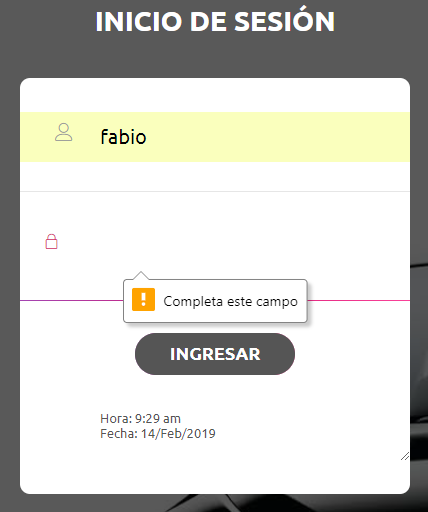 INICIO DE SESIÓN
fabio
Completa este campo
INGRESAR
Hora: 9:29 am
Fecha: 14/Feb/2019